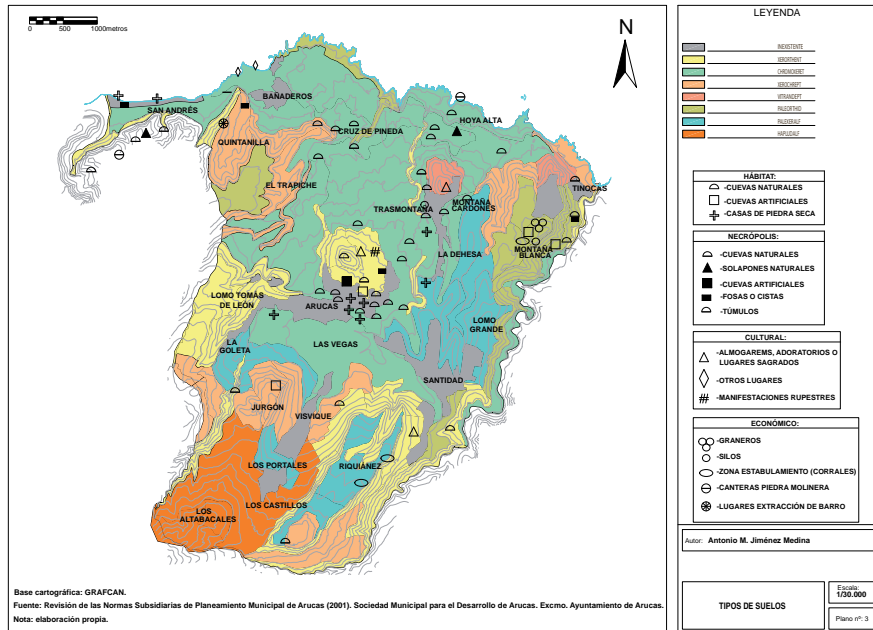 0 500 1000metros
N
BAÑADEROS
SAN ANDRÉS
HOYA ALTA
CRUZ DE PINEDA
QUINTANILLA
EL TRAPICHE
TINOCAS
TRASMONTAÑA
MONTAÑA
CARDONES
LA DEHESA
MONTAÑA
BLANCA
LOMO TOMÁS
DE LEÓN
ARUCAS
LOMO
GRANDE
LA
GOLETA
LAS VEGAS
SANTIDAD
JURGÓN
VISVIQUE
LOS PORTALES
RIQUIÁNEZ
LOS CASTILLOS
LOS
ALTABACALES
Base cartográfica: GRAFCAN.
Fuente: Revisión de las Normas Subsidiarias de Planeamiento Municipal de Arucas (2001). Sociedad Municipal para el Desarrollo de Arucas. Excmo. Ayuntamiento de Arucas.
Nota: elaboración propia.
LEYENDA
INEXISTENTE
XERORTHENT
CHROMOXERET
XEROCHREPT
VITRANDEPT
PALEORTHID
PALEXERALF
HAPLUDALF
HÁBITAT:
-CUEVAS NATURALES
-CUEVAS ARTIFICIALES
-CASAS DE PIEDRA SECA
NECRÓPOLIS:
-CUEVAS NATURALES
-SOLAPONES NATURALES
-CUEVAS ARTIFICIALES
-FOSAS O CISTAS
-TÚMULOS
CULTURAL:
-ALMOGAREMS, ADORATORIOS O
LUGARES SAGRADOS
-OTROS LUGARES
-MANIFESTACIONES RUPESTRES
ECONÓMICO:
-GRANEROS
-SILOS
-ZONA ESTABULAMIENTO (CORRALES)
-CANTERAS PIEDRA MOLINERA
-LUGARES EXTRACCIÓN DE BARRO
Autor: Antonio M. Jiménez Medina
TIPOS DE SUELOS
Escala:
1/30.000
Plano nº: 3